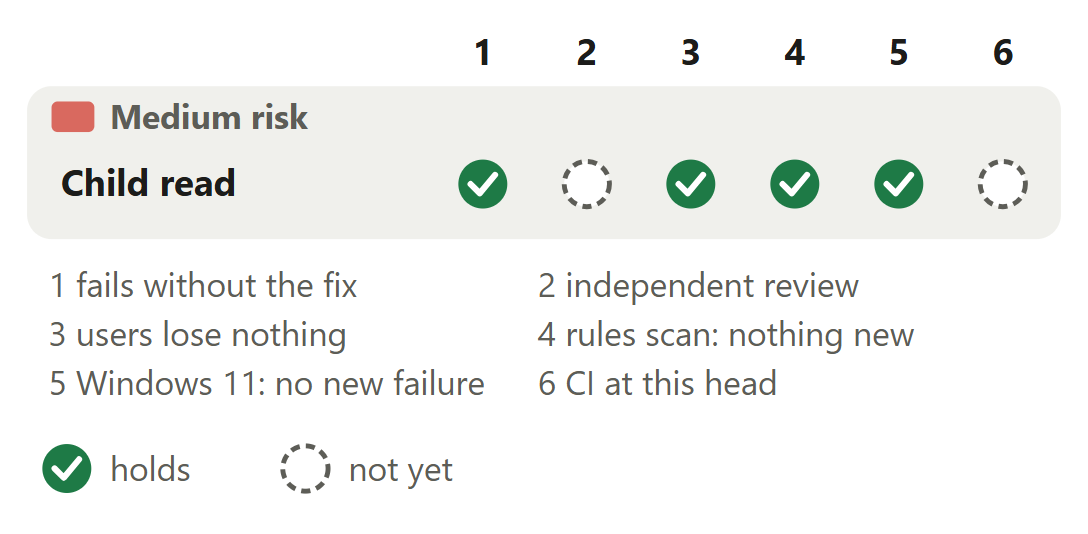 1 2 3 4 5 6
Medium risk
Child read
1 fails without the fix
2 independent review
3 users lose nothing
4 rules scan: nothing new
5 Windows 11: no new failure
6 CI at this head
holds
not yet